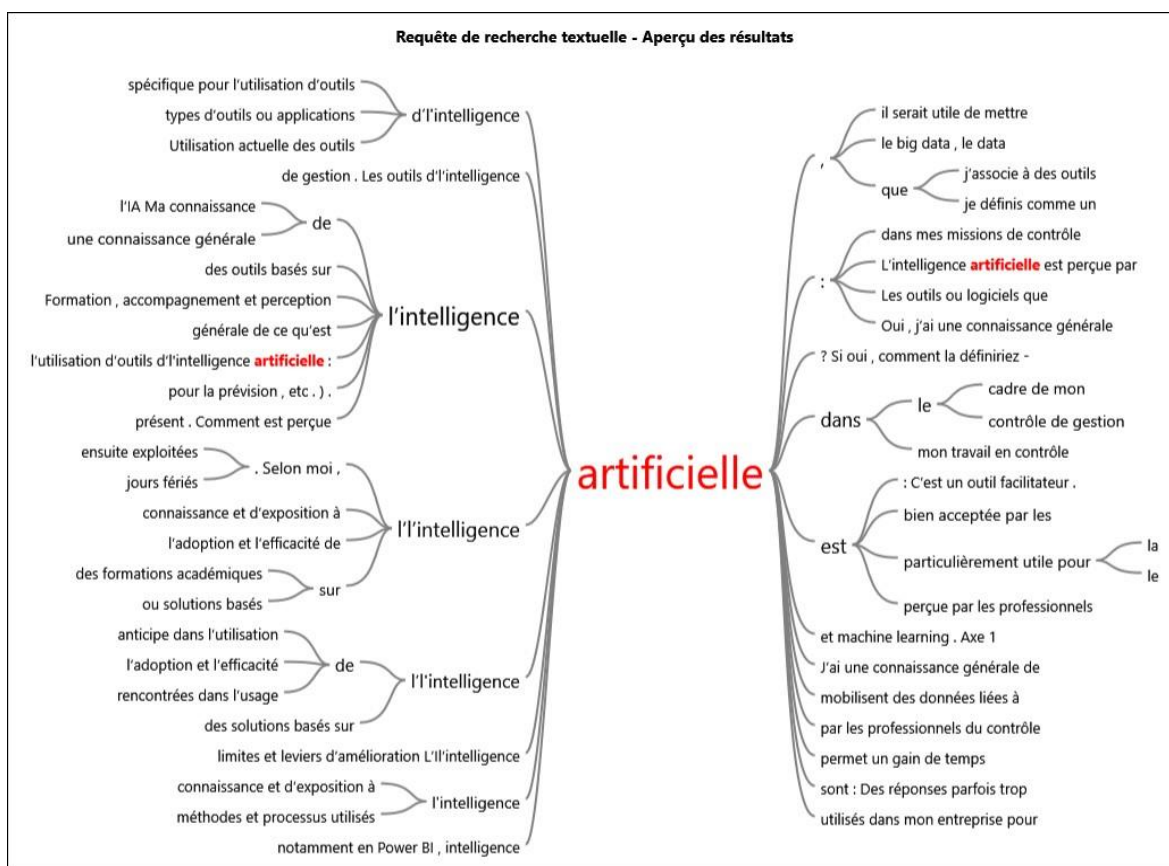 Requête de recherche textuelle - Aperçu des résultats
spécifique pour l'utilisation d'outils
types d'outils ou applications
Utilisation actuelle des outils
d'l'intelligence
de gestion . Les outils d'l'intelligence
l'IA Ma connaissance
une connaissance générale
de
des outils basés sur
Formation , accompagnement et perception
générale de ce qu'est
l'utilisation d'outils d'l'intelligence artificielle :
pour la prévision , etc . ) .
présent . Comment est perçue
l'intelligence
ensuite exploitées
jours fériés
. Selon moi ,
connaissance et d'exposition à
l'adoption et l'efficacité de
des formations académiques
ou solutions basés
sur
l'l'intelligence
anticipe dans l'utilisation
l'adoption et l'efficacité
rencontrées dans l'usage
de
des solutions basés sur
l'l'intelligence
limites et leviers d'amélioration L'Il'intelligence
connaissance et d'exposition à
méthodes et processus utilisés
l'intelligence
notamment en Power BI , intelligence
artificielle
,
il serait utile de mettre
le big data , le data
que
j'associe à des outils
je définis comme un
:
dans mes missions de contrôle
L'intelligence artificielle est perçue par
Les outils ou logiciels que
Oui , j'ai une connaissance générale
? Si oui , comment la définiriez -
dans
le
cadre de mon
contrôle de gestion
mon travail en contrôle
est
: C'est un outil facilitateur .
bien acceptée par les
particulièrement utile pour
la
le
perçue par les professionnels
et machine learning . Axe 1
J'ai une connaissance générale de
mobilisent des données liées à
par les professionnels du contrôle
permet un gain de temps
sont : Des réponses parfois trop
utilisés dans mon entreprise pour